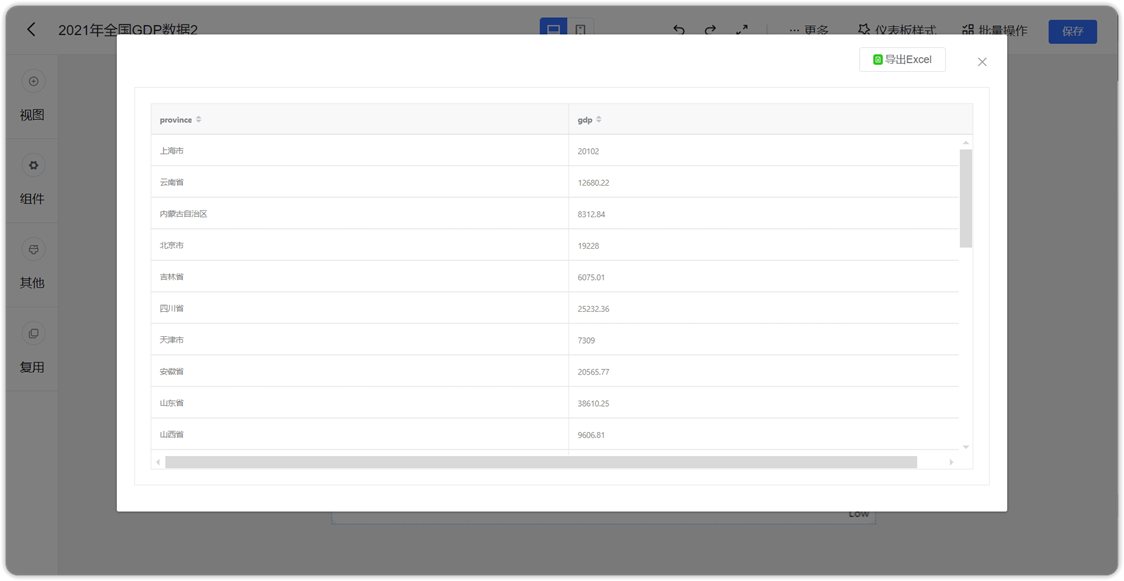 2021年全国GDP数据2
更多
仪表板样式
批量操作
保存
导出Excel
视图
组件
其他
复用
province
gdp
上海市 20102
云南省 12680.22
内蒙古自治区 8312.84
北京市 19228
吉林省 6075.01
四川省 25232.36
天津市 7309
安徽省 20565.77
山东省 38610.25
山西省 9606.81
Low